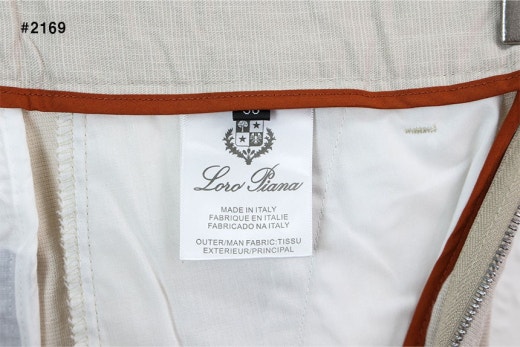 #2169
Loro Piana
MADE IN ITALY
FABRIQUE EN ITALIE
FABRICADO NA ITALY
OUTER/MAN FABRIC:TISSU
EXTERIEUR/PRINCIPAL